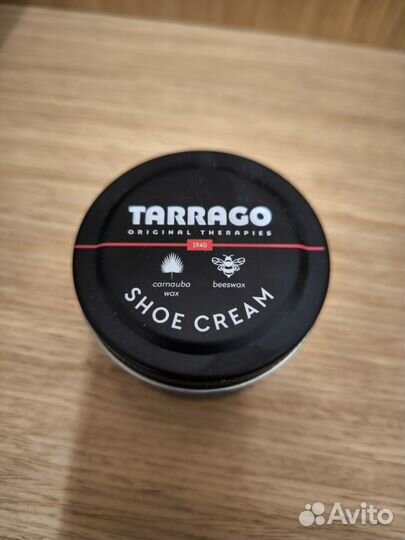 TARRAGO
ORIGINAL THERAPIES
1940
carnauba wax
beeswax
SHOE CREAM
Avito